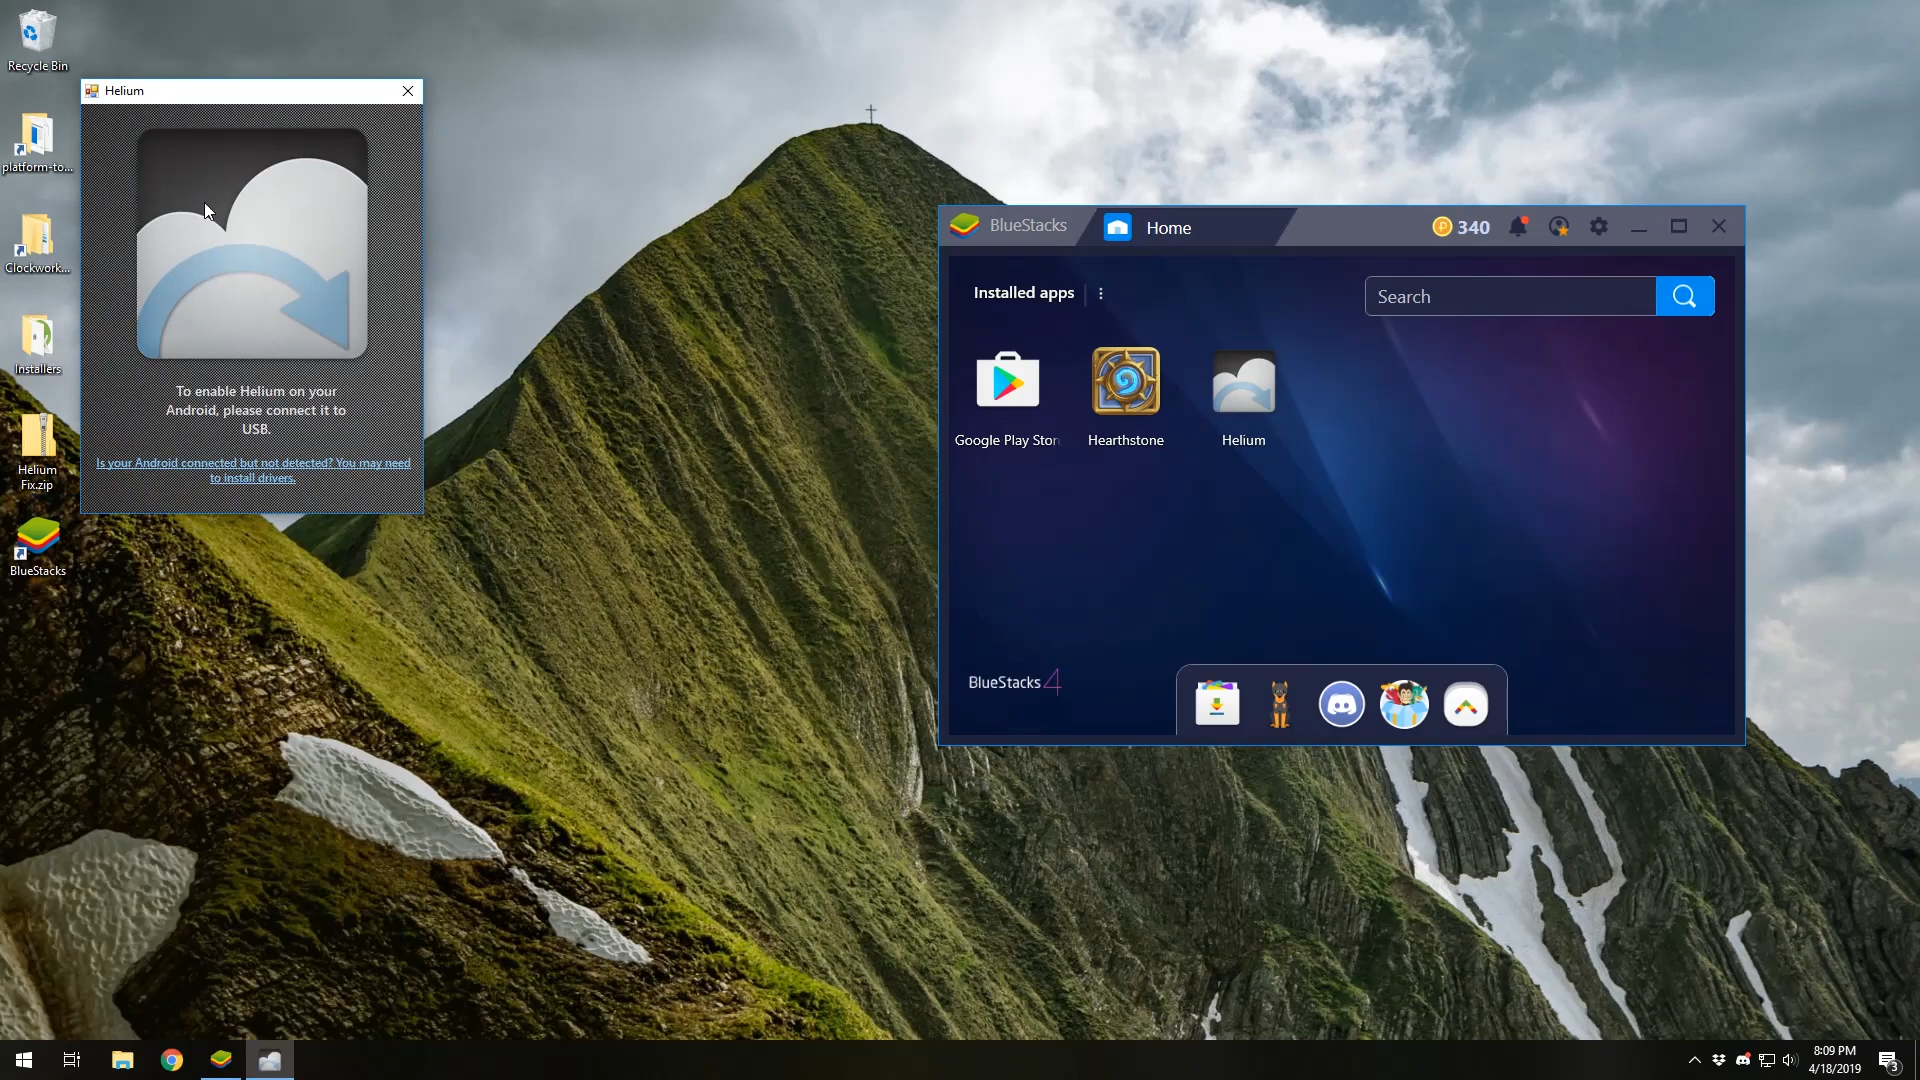 Recycle Bin
platform-to...
Clockwork...
Installers
Helium
Fix.zip
BlueStacks
Helium
To enable Helium on your
Android, please connect it to
USB.
Is your Android connected but not detected? You may need
to install drivers.
BlueStacks
Home
340
Installed apps
Search
Google Play Stor
Hearthstone
Helium
BlueStacks 4
8:09 PM
4/18/2019
3